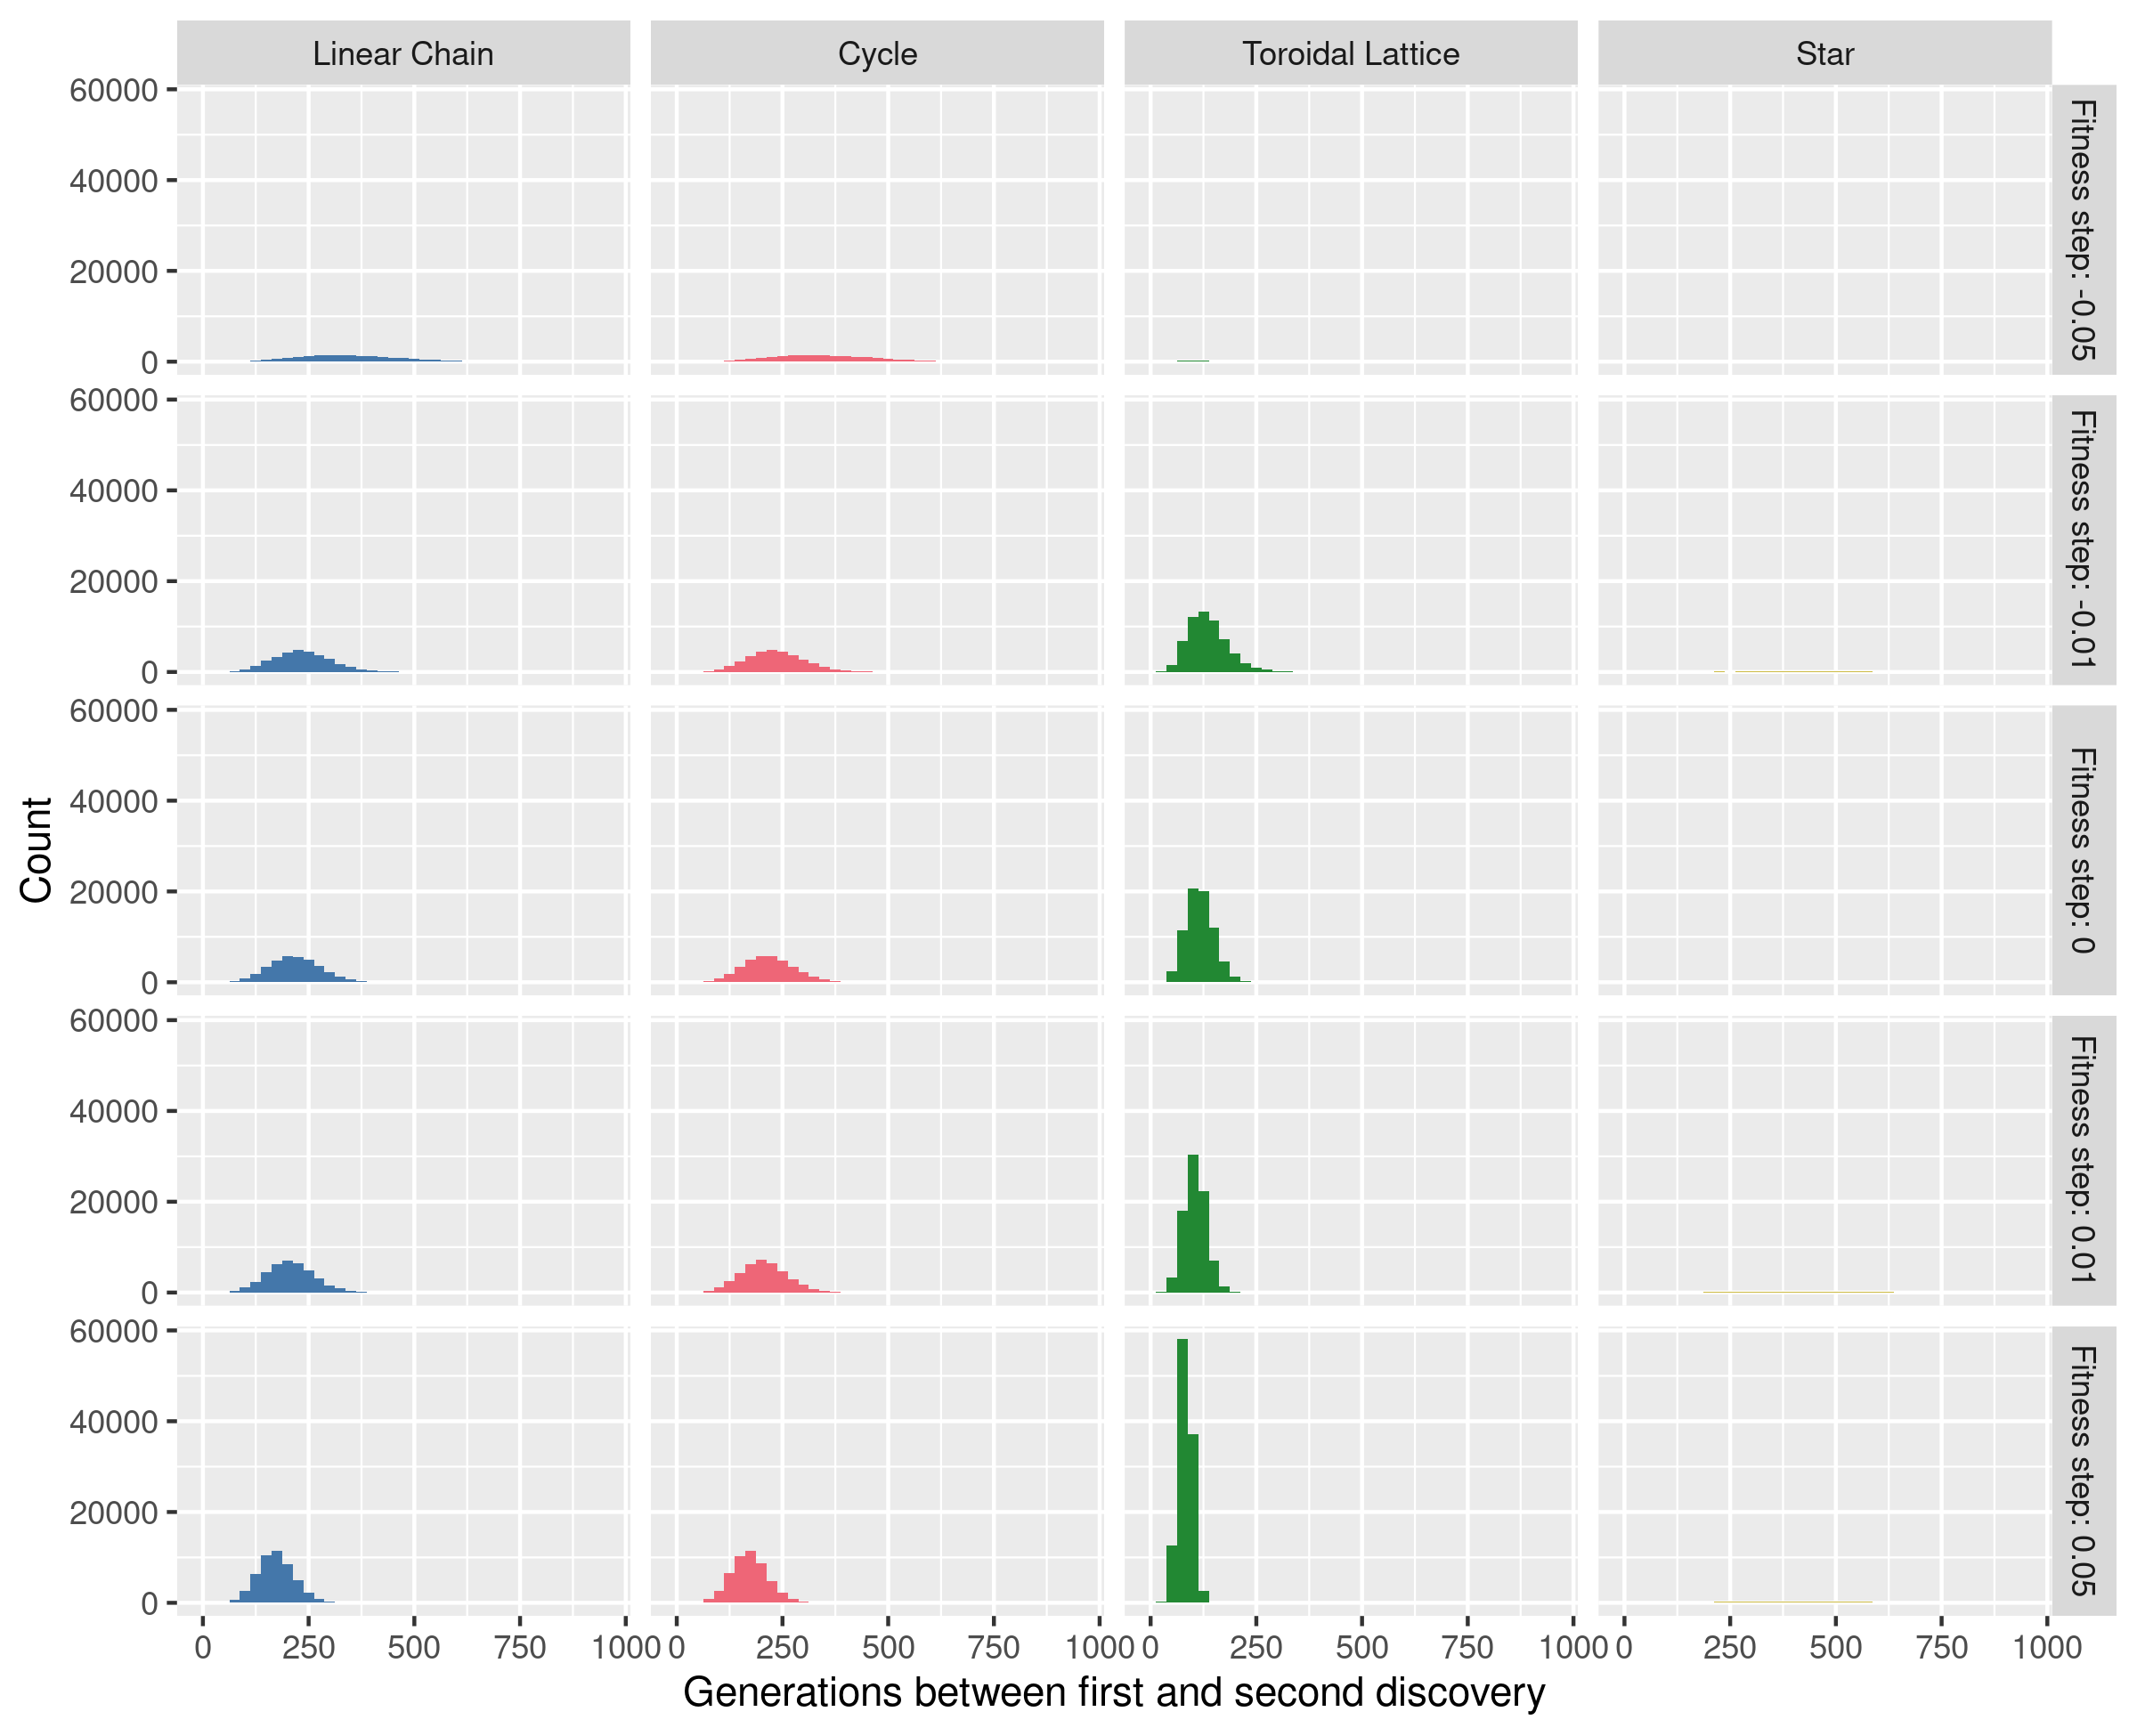 Linear Chain Cycle Toroidal Lattice Star
60000
40000
20000
0
Fitness step: -0.05
60000
40000
20000
0
Fitness step: -0.01
60000
40000
20000
0
Fitness step: 0
60000
40000
20000
0
Fitness step: 0.01
60000
40000
20000
0
Fitness step: 0.05
Count
0 250 500 750 1000 0 250 500 750 1000 0 250 500 750 1000 0 250 500 750 1000
Generations between first and second discovery